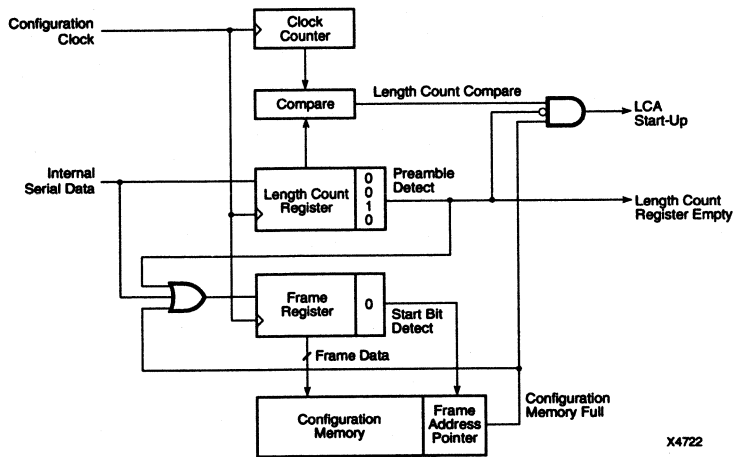 Configuration
Clock
Clock
Counter
Length Count Compare
Compare
LCA
Start-Up
Internal
Serial Data
Length Count
Register
0
0
1
0
Preamble
Detect
Length Count
Register Empty
Frame
Register
0
Start Bit
Detect
Frame Data
Configuration
Memory
Frame
Address
Pointer
Configuration
Memory Full
X4722